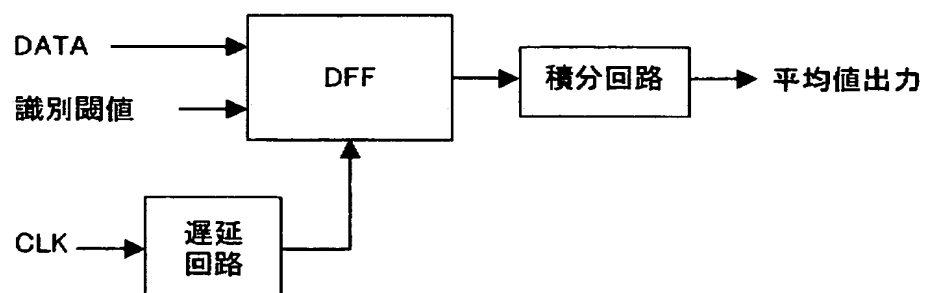 DATA
DFF
積分回路
平均値出力
識別閾値
CLK
遅延
回路